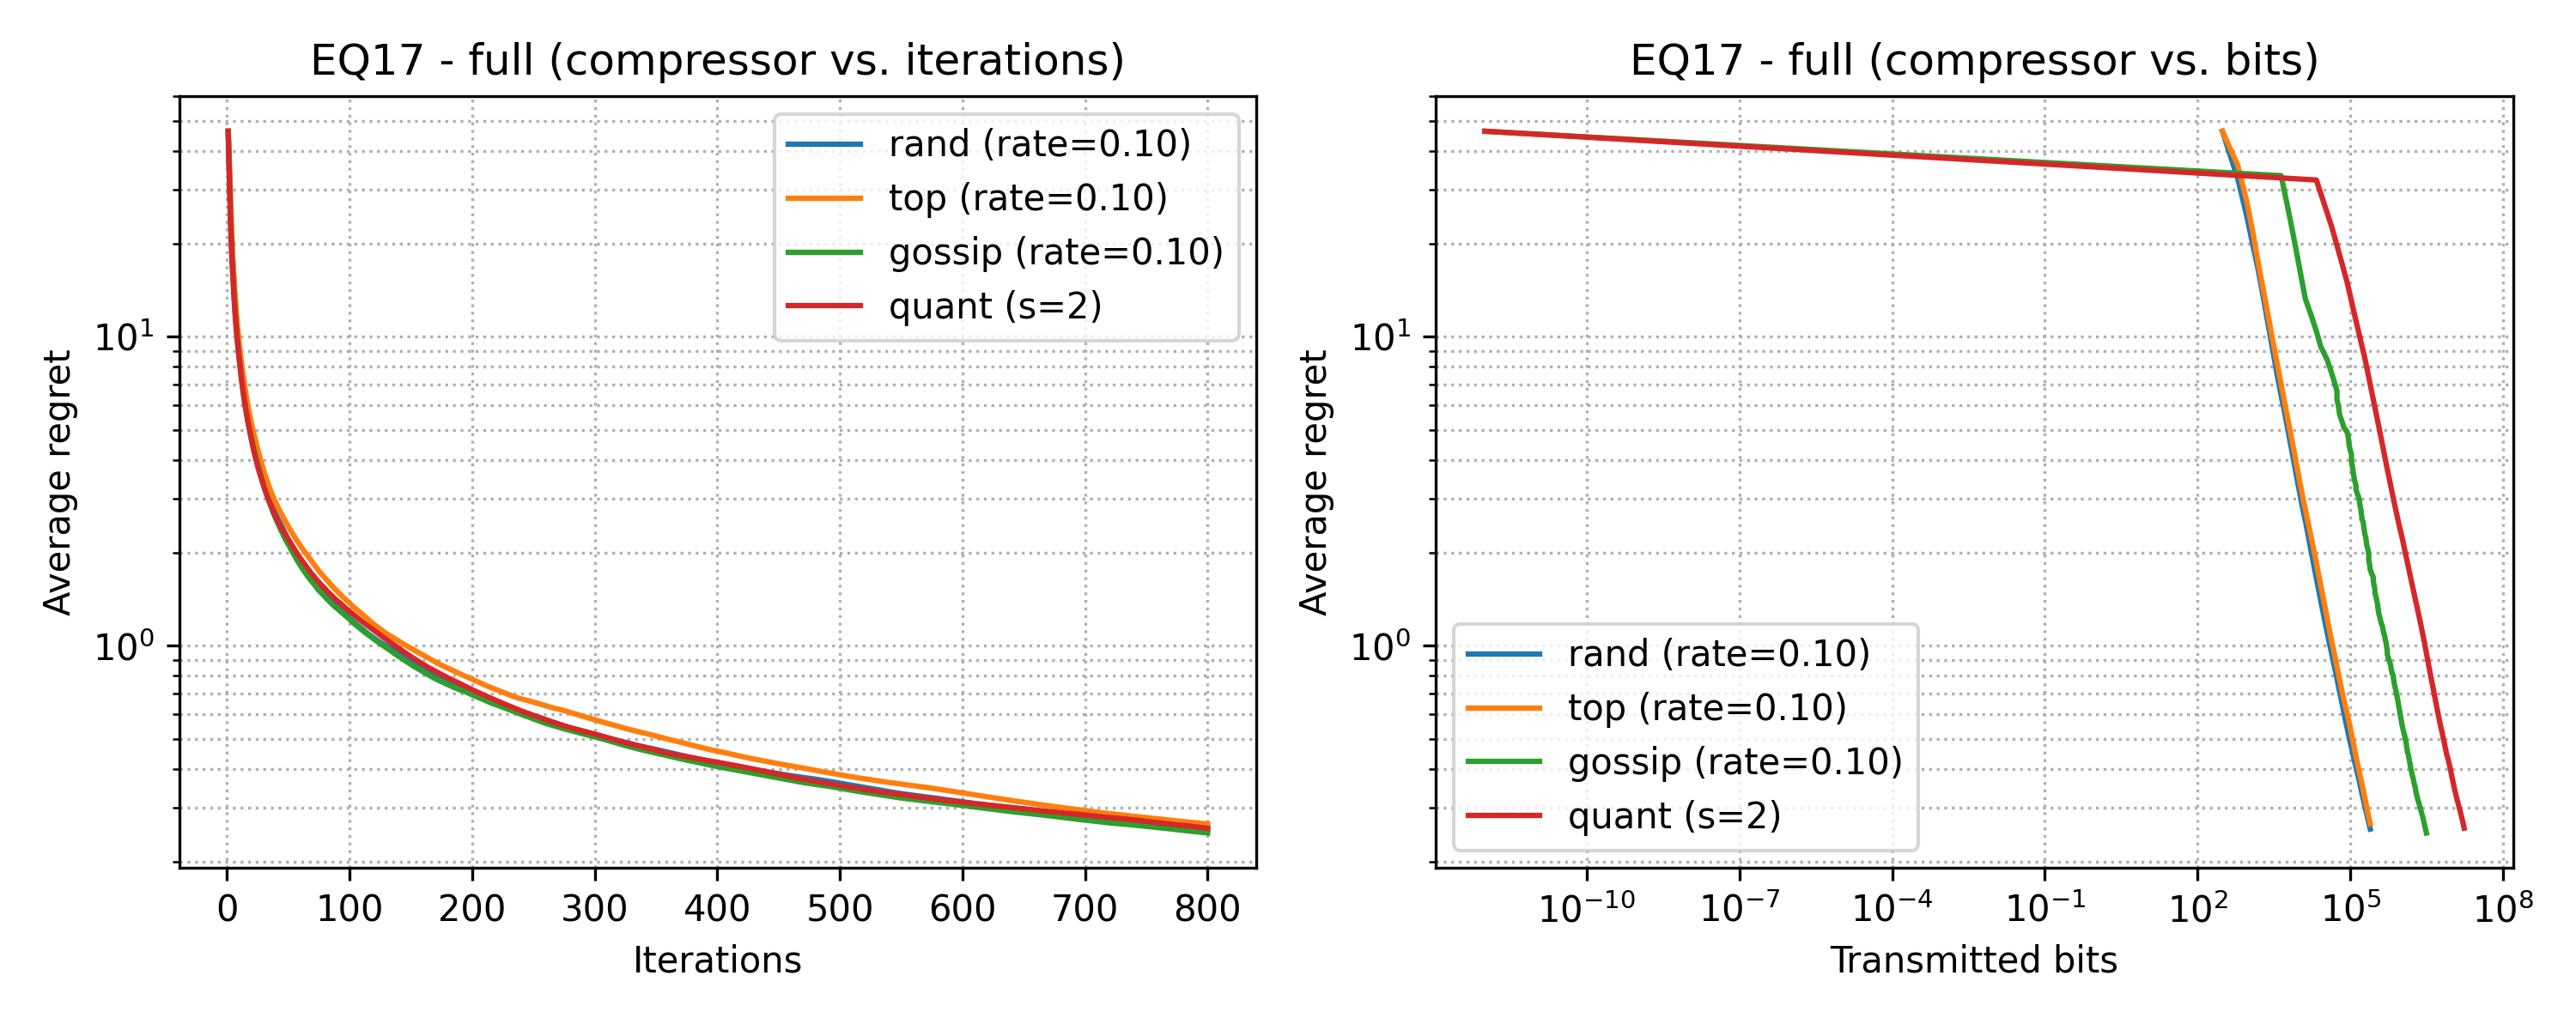 EQ17 - full (compressor vs. iterations)
Average regret
10¹
10⁰
rand (rate=0.10)
top (rate=0.10)
gossip (rate=0.10)
quant (s=2)
0 100 200 300 400 500 600 700 800
Iterations
EQ17 - full (compressor vs. bits)
Average regret
10¹
10⁰
rand (rate=0.10)
top (rate=0.10)
gossip (rate=0.10)
quant (s=2)
10⁻¹⁰ 10⁻⁷ 10⁻⁴ 10⁻¹ 10² 10⁵ 10⁸
Transmitted bits